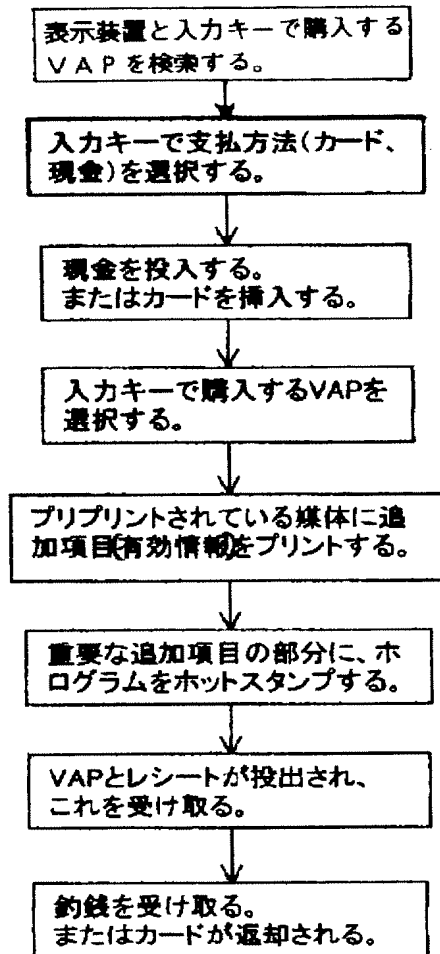 表示装置と入力キーで購入する
ＶＡＰを検索する。
入力キーで支払方法(カード、
現金)を選択する。
現金を投入する。
またはカードを挿入する。
入力キーで購入するVAPを
選択する。
プリプリントされている媒体に追
加項目(有効情報)をプリントする。
重要な追加項目の部分に、ホ
ログラムをホットスタンプする。
VAPとレシートが投出され、
これを受け取る。
釣銭を受け取る。
またはカードが返却される。